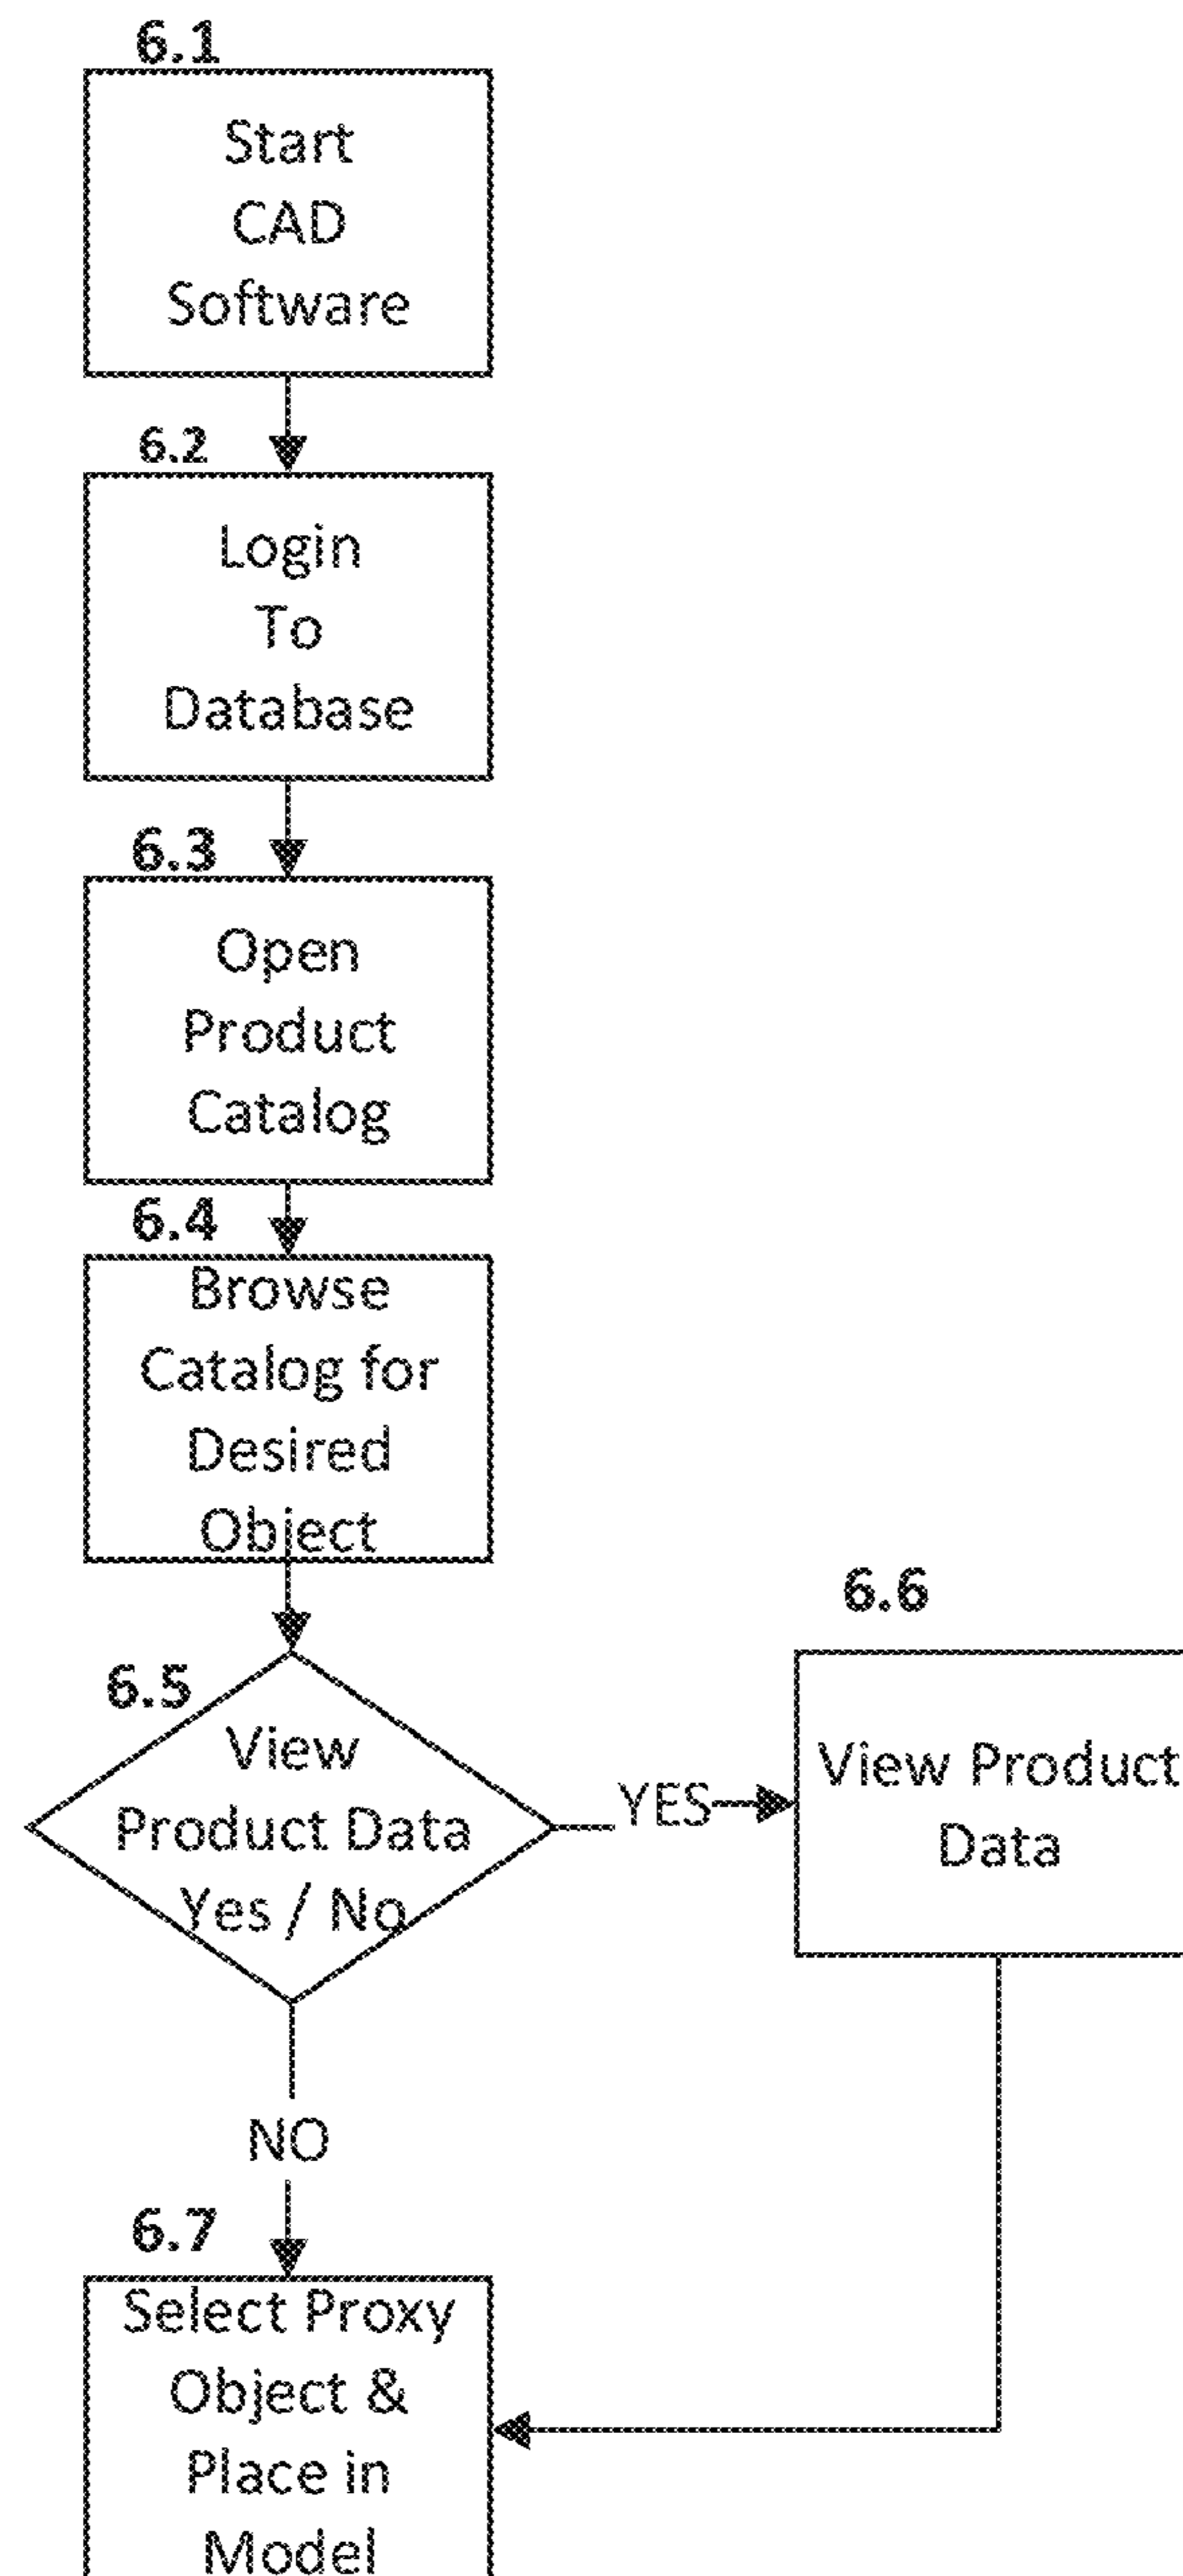 6.1
Start
CAD
Software
6.2
Login
To
Database
6.3
Open
Product
Catalog
6.4
Browse
Catalog for
Desired
Object
6.5
View
Product Data
Yes / No
YES
6.6
View Product
Data
NO
6.7
Select Proxy
Object &
Place in
Model